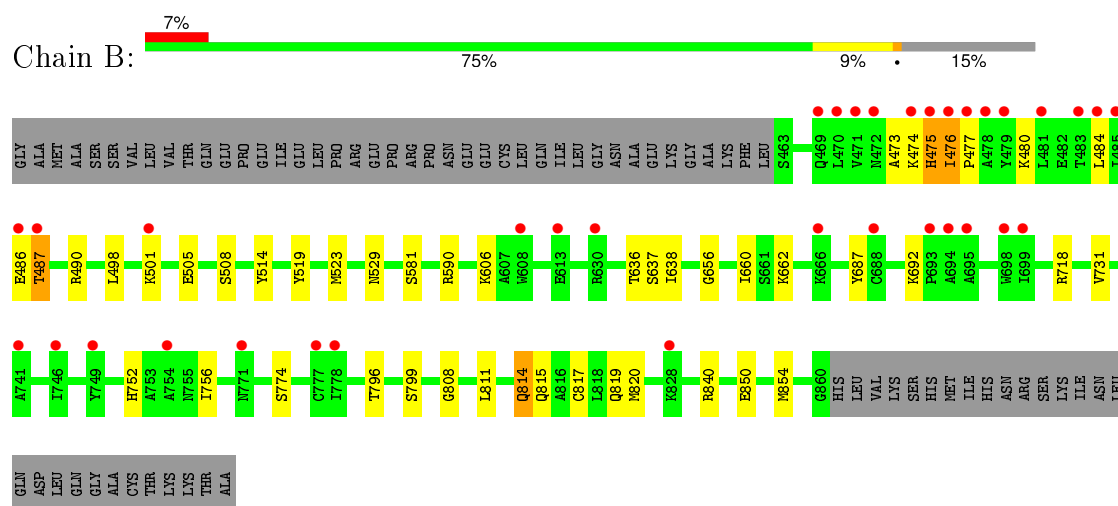 7%
Chain B:
75% 9% • 15%
GLY ALA MET ALA SER SER VAL LEU VAL THR GLN GLU PRO GLU ILE GLU LEU PRO ARG GLU PRO ARG PRO ASN GLU GLU CYS LEU GLN ILE LEU GLY ASN ALA GLU LYS GLY ALA LYS PHE LEU S463 Q469 L470 V471 N472 A473 K474 H475 I476 P477 A478 Y479 K480 L481 E482 T483 L484 I485
E486 T487 R490 L498 K501 E505 S508 Y514 Y519 M523 N529 S581 R590 K606 A607 W608 E613 R630 T636 S637 I638 G656 I660 S661 K662 K666 Y687 C688 K692 P693 A694 A695 W698 I699 R718 V731
A741 I746 Y749 H752 A753 A754 N755 I756 N771 S774 C777 I778 T796 S799 G808 L811 Q814 Q815 A816 C817 L818 Q819 M820 K828 R840 E850 M854 G860 HIS LEU VAL LYS SER HIS MET ILE HIS ASN ARG SER LYS ILE ASN LEU
GLN ASP LEU GLN GLY ALA CYS THR LYS LYS THR ALA